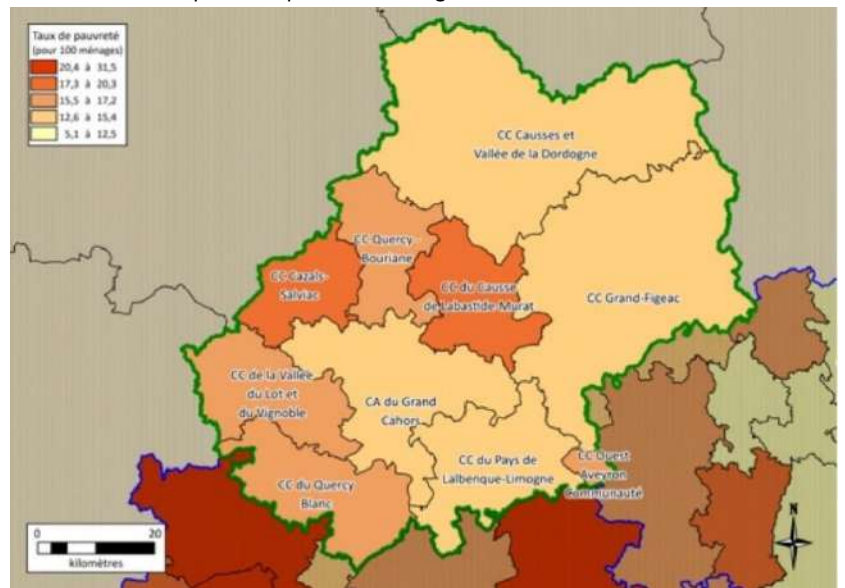 Taux de pauvreté
(pour 100 ménages)
20,4 à 31,5
17,3 à 20,3
15,5 à 17,2
12,6 à 15,4
5,1 à 12,5
CC Causses et
Vallée de la Dordogne
CC Quercy -
Bouriane
CC Cazals-
Salviac
CC du Causse
de Labastide-Murat
CC Grand-Figeac
CC de la Vallée
du Lot et
du Vignoble
CA du Grand
Cahors
CC du Pays de
Lalbenque-Limogne
CC Ouest
Aveyron
Communauté
CC du Quercy
Blanc
0 20
kilomètres
N